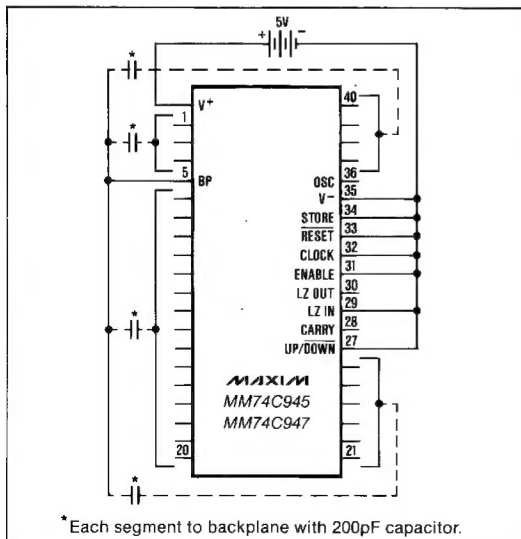 5V
+ −
*
V+
1
40
*
5
BP
36
OSC
35
V−
34
STORE
33
RESET
32
CLOCK
31
ENABLE
30
LZ OUT
29
LZ IN
28
CARRY
27
UP/DOWN
*
MAXIM
MM74C945
MM74C947
20
21
*
*Each segment to backplane with 200pF capacitor.